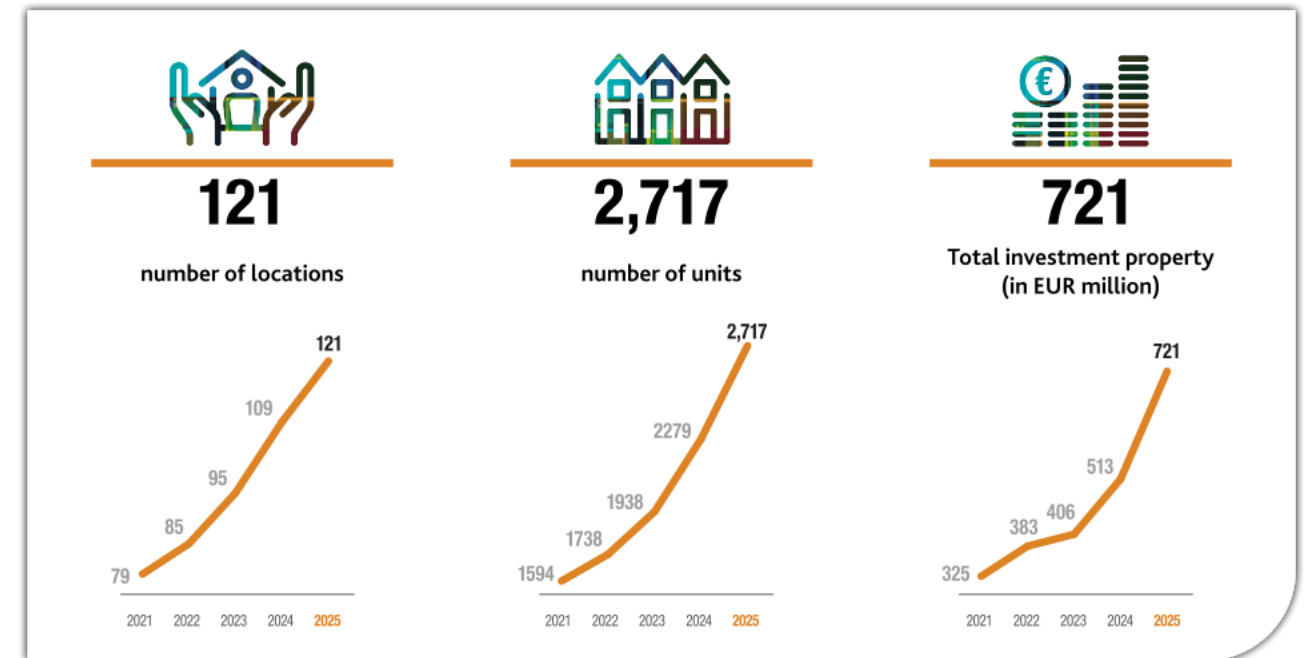 €
121
number of locations
121
109
95
85
79
2021 2022 2023 2024 2025
2,717
number of units
2,717
2279
1938
1738
1594
2021 2022 2023 2024 2025
721
Total investment property
(in EUR million)
721
513
406
383
325
2021 2022 2023 2024 2025